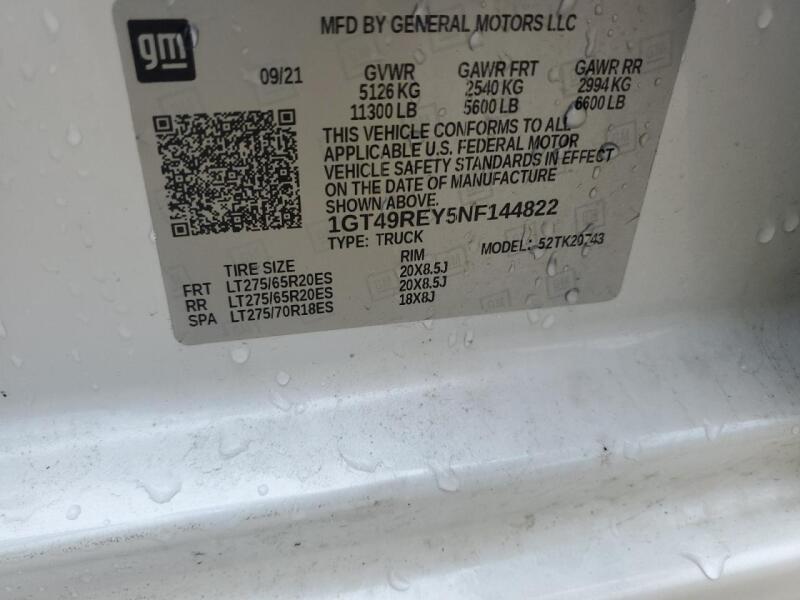 gm
MFD BY GENERAL MOTORS LLC
09/21 GVWR GAWR FRT GAWR RR
5126 KG 2540 KG 2994 KG
11300 LB 5600 LB 6600 LB
THIS VEHICLE CONFORMS TO ALL
APPLICABLE U.S. FEDERAL MOTOR
VEHICLE SAFETY STANDARDS IN EFFECT
ON THE DATE OF MANUFACTURE
SHOWN ABOVE.
1GT49REY5NF144822
TYPE: TRUCK MODEL: 52TK20743
TIRE SIZE RIM
FRT LT275/65R20ES 20X8.5J
RR LT275/65R20ES 20X8.5J
SPA LT275/70R18ES 18X8J